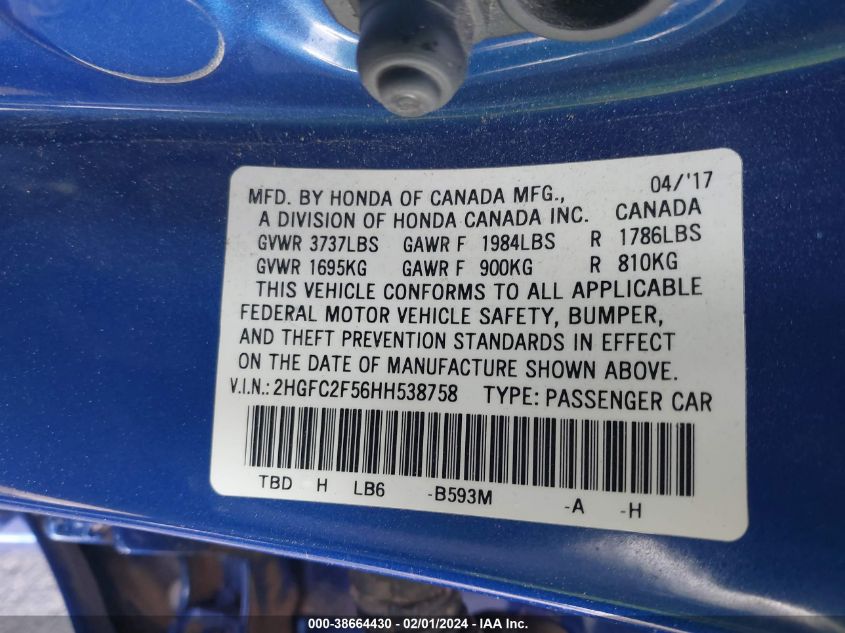 MFD. BY HONDA OF CANADA MFG., 04/'17
A DIVISION OF HONDA CANADA INC. CANADA
GVWR 3737LBS GAWR F 1984LBS R 1786LBS
GVWR 1695KG GAWR F 900KG R 810KG
THIS VEHICLE CONFORMS TO ALL APPLICABLE
FEDERAL MOTOR VEHICLE SAFETY, BUMPER,
AND THEFT PREVENTION STANDARDS IN EFFECT
ON THE DATE OF MANUFACTURE SHOWN ABOVE.
V.I.N.: 2HGFC2F56HH538758 TYPE: PASSENGER CAR
TBD H LB6 -B593M -A -H
000-38664430 - 02/01/2024 - IAAI Inc.